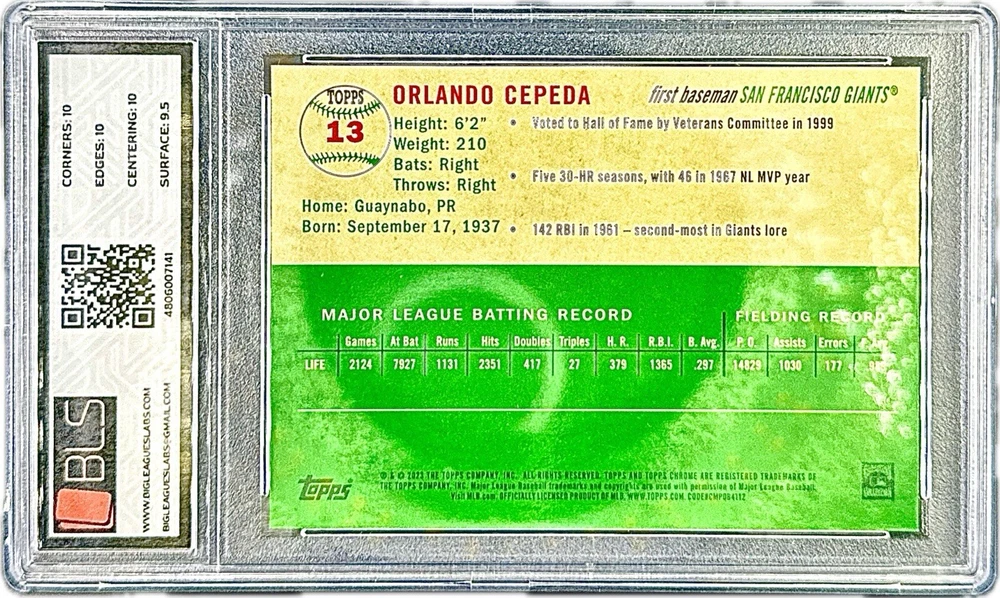 CORNERS: 10
EDGES: 10
CENTERING: 10
SURFACE: 9.5
4806007141
BLS
WWW.BIGLEAGUESLABS.COM
BIGLEAGUESLABS@GMAIL.COM
TOPPS
13
ORLANDO CEPEDA
first baseman SAN FRANCISCO GIANTS®
Height: 6'2"
Weight: 210
Bats: Right
Throws: Right
Home: Guaynabo, PR
Born: September 17, 1937
• Voted to Hall of Fame by Veterans Committee in 1999
• Five 30-HR seasons, with 46 in 1967 NL MVP year
• 142 RBI in 1961 – second-most in Giants lore
MAJOR LEAGUE BATTING RECORD FIELDING RECORD
Games At Bat Runs Hits Doubles Triples H. R. R.B.I. B. Avg. P. O. Assists Errors
LIFE 2124 7927 1131 2351 417 27 379 1365 .297 14829 1030 177
Topps
® & © 2023 THE TOPPS COMPANY, INC. ALL RIGHTS RESERVED. TOPPS AND TOPPS CHROME ARE REGISTERED TRADEMARKS OF
THE TOPPS COMPANY, INC. Major League Baseball trademarks and copyrights are used with permission of Major League Baseball.
Visit MLB.com. OFFICIALLY LICENSED PRODUCT OF MLB. WWW.TOPPS.COM CODE#CMP084112